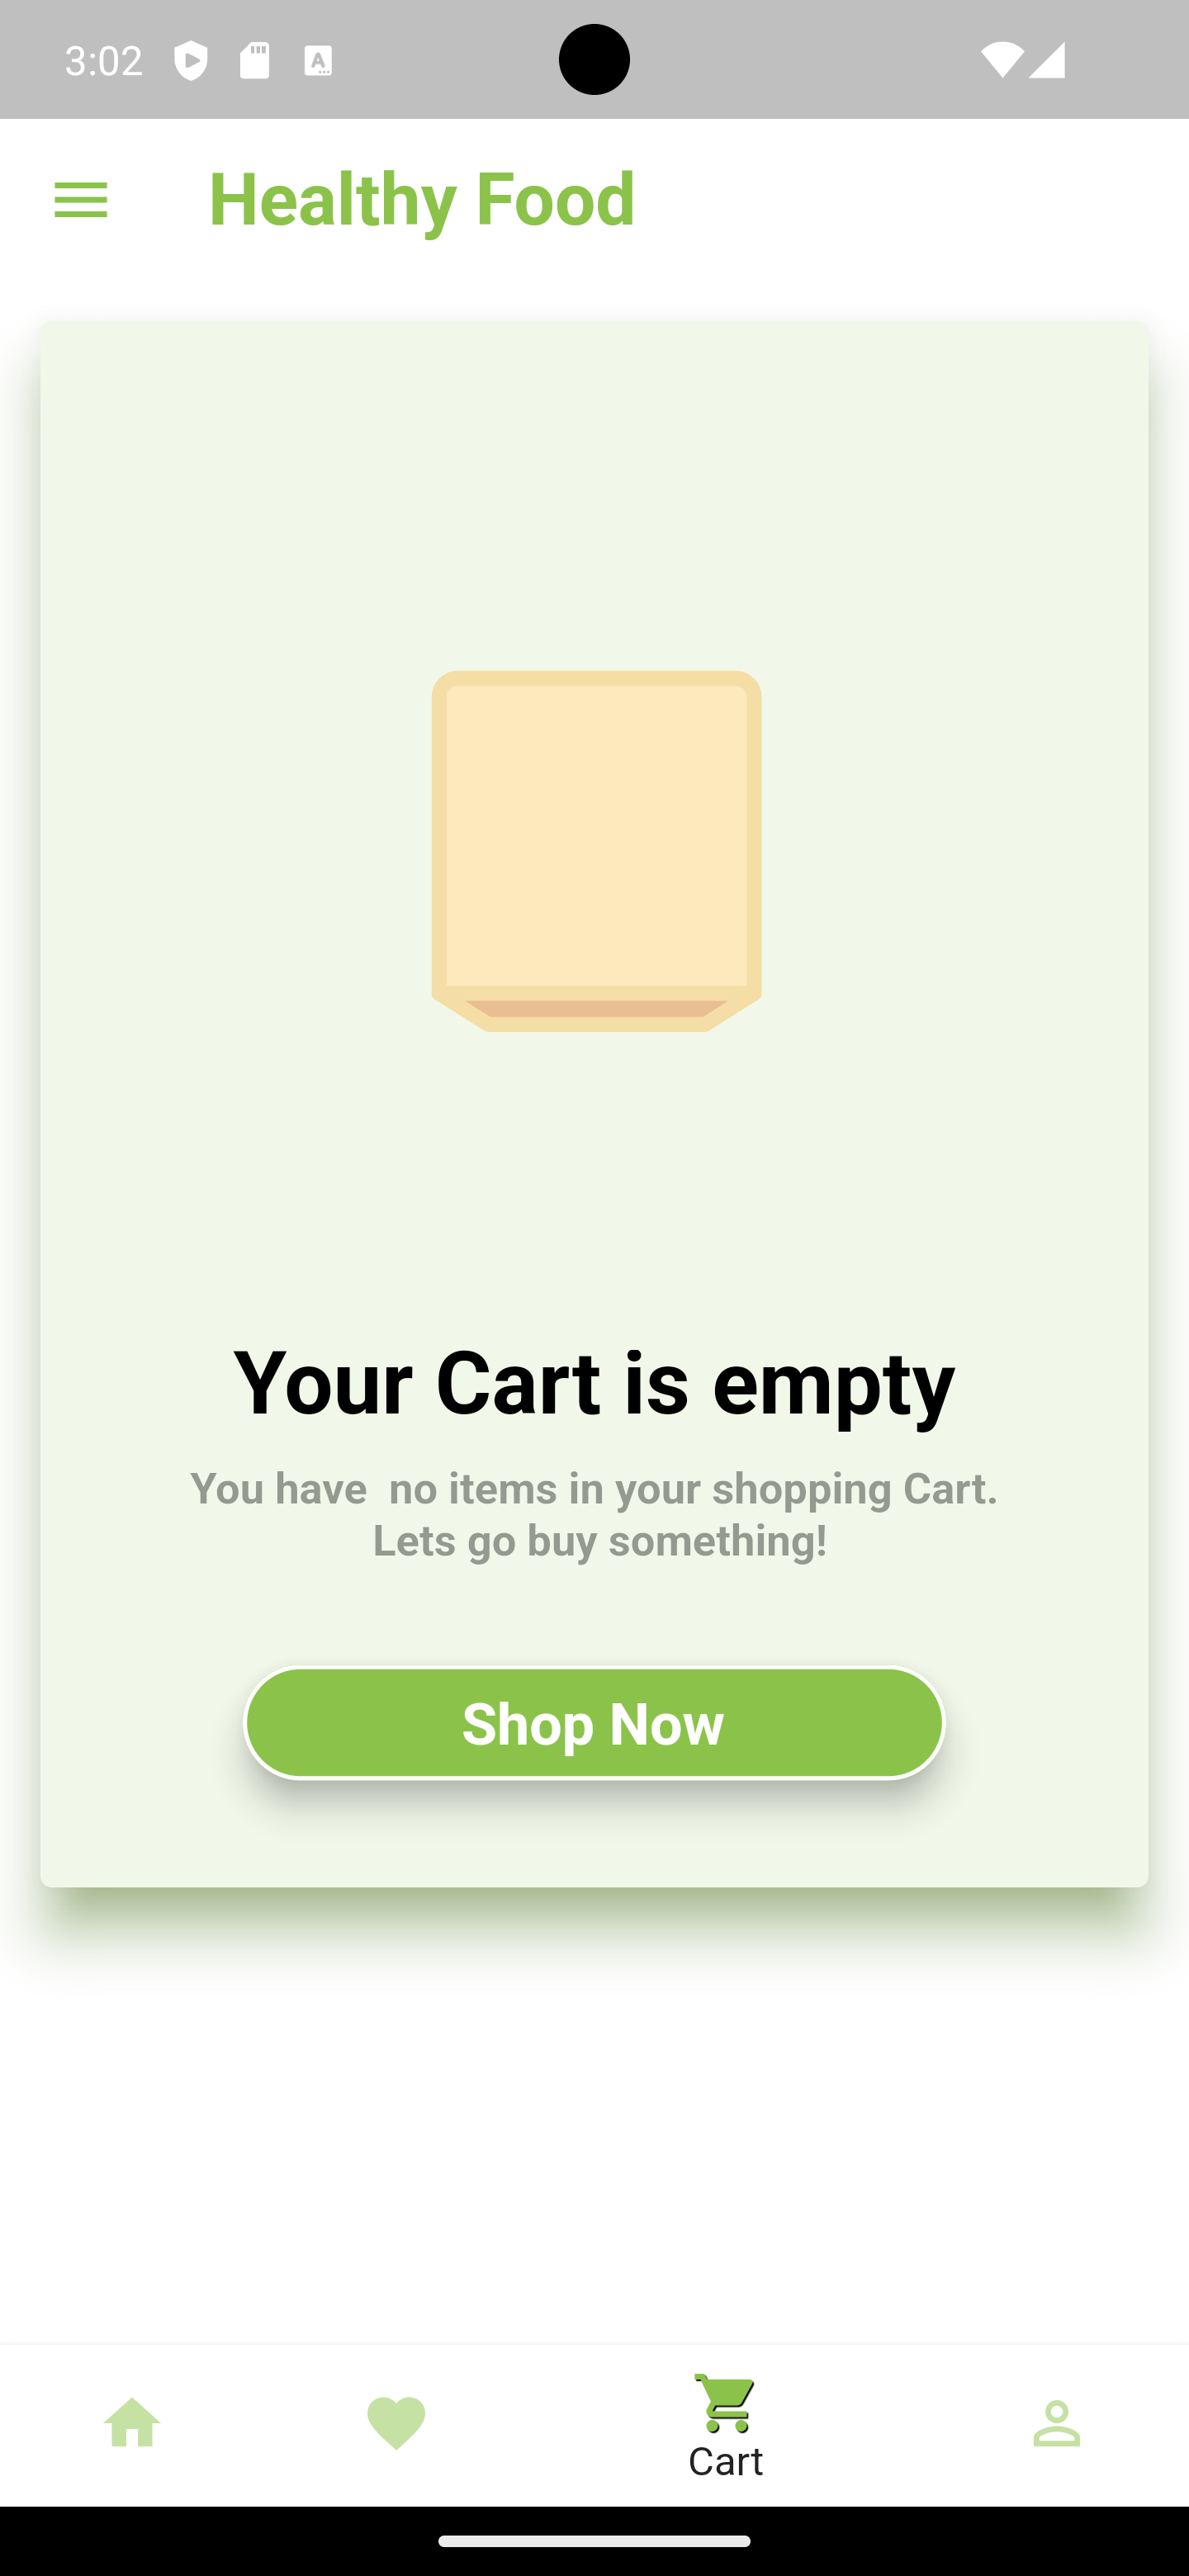 3:02
Healthy Food
Your Cart is empty
You have  no items in your shopping Cart.
Lets go buy something!
Shop Now
Cart